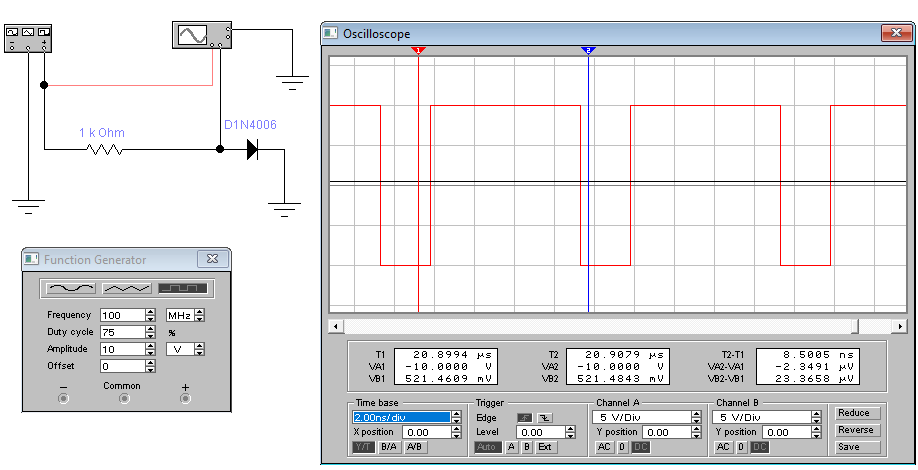 Oscilloscope
1 2
D1N4006
1 k Ohm
Function Generator
Frequency 100 MHz
Duty cycle 75 %
Amplitude 10 V
Offset 0
Common
− +
T1 20.8994 µs T2 20.9079 µs T2-T1 8.5005 ns
VA1 -10.0000 V VA2 -10.0000 V VA2-VA1 -2.3491 µV
VB1 521.4609 mV VB2 521.4843 mV VB2-VB1 23.3658 µV
Time base Trigger Channel A Channel B Reduce
2.00ns/div Edge 5 V/Div 5 V/Div
X position 0.00 Level 0.00 Y position 0.00 Y position 0.00 Reverse
Y/T B/A A/B Auto A B Ext AC 0 DC AC 0 DC Save